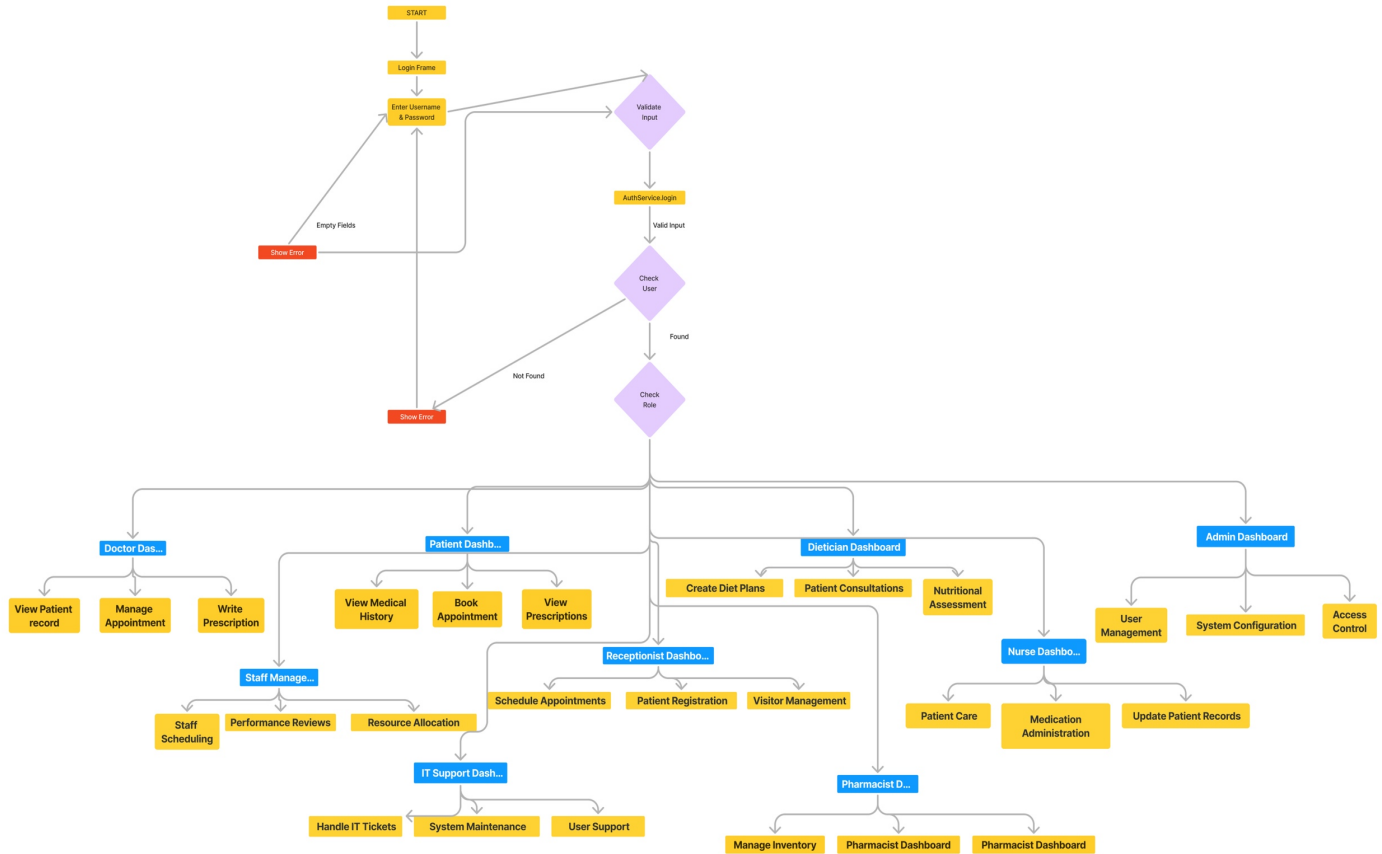 START
Login Frame
Enter Username
& Password
Validate
Input
AuthService.login
Empty Fields
Valid Input
Show Error
Check
User
Found
Not Found
Check
Role
Show Error
Doctor Das...
Patient Dashb...
Dietician Dashboard
Admin Dashboard
View Patient
record
Manage
Appointment
Write
Prescription
View Medical
History
Book
Appointment
View
Prescriptions
Create Diet Plans
Patient Consultations
Nutritional
Assessment
User
Management
System Configuration
Access
Control
Staff Manage...
Receptionist Dashbo...
Nurse Dashbo...
Staff
Scheduling
Performance Reviews
Resource Allocation
Schedule Appointments
Patient Registration
Visitor Management
Patient Care
Medication
Administration
Update Patient Records
IT Support Dash...
Pharmacist D...
Handle IT Tickets
System Maintenance
User Support
Manage Inventory
Pharmacist Dashboard
Pharmacist Dashboard